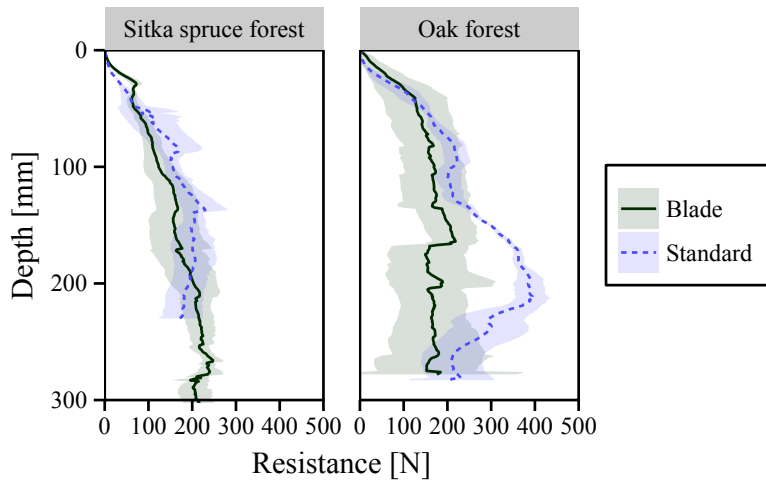 Sitka spruce forest
Oak forest
0
100
200
300
Depth [mm]
0 100 200 300 400 500
0 100 200 300 400 500
Resistance [N]
Blade
Standard